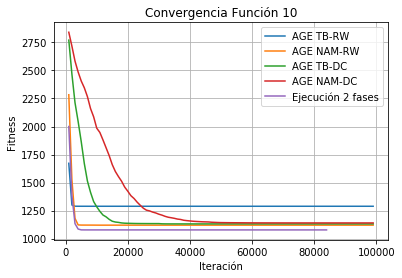 Convergencia Función 10
AGE TB-RW
AGE NAM-RW
AGE TB-DC
AGE NAM-DC
Ejecución 2 fases
Fitness
2750
2500
2250
2000
1750
1500
1250
1000
0
20000
40000
60000
80000
100000
Iteración